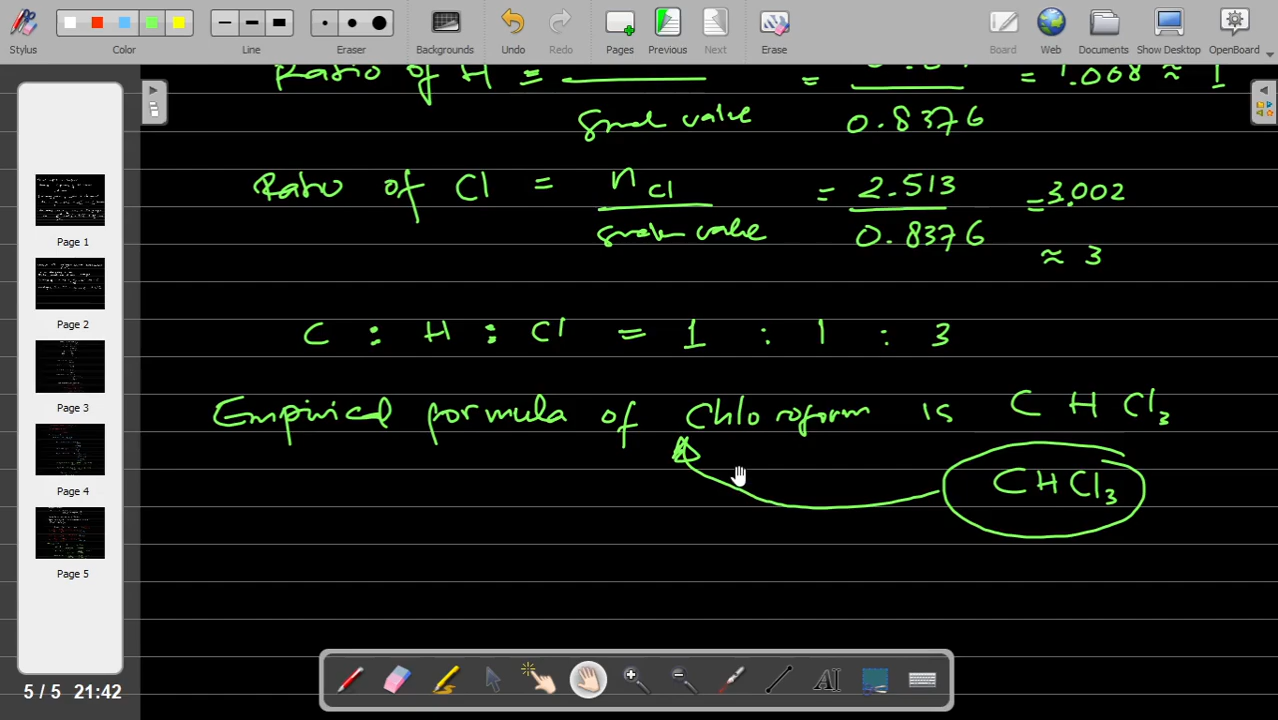 Stylus Color Line Eraser Backgrounds Undo Redo Pages Previous Next Erase Board Web Documents Show Desktop OpenBoard
Ratio of H = = = 1.008 ≈ 1
small value 0.8376
Ratio of Cl = n Cl = 2.513 = 3.002
small value 0.8376 ≈ 3
C : H : Cl = 1 : 1 : 3
Empirical formula of Chloroform is C H Cl3
CHCl3
Page 1
Page 2
Page 3
Page 4
Page 5
5 / 5 21:42